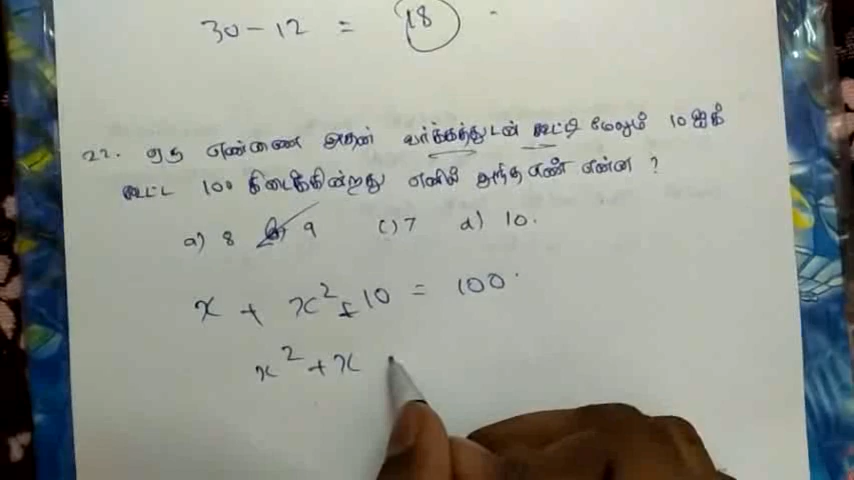 30 - 12 = 18
22. ஒரு எண்ணை அதன் வர்க்கத்துடன் கூட்டி மேலும் 10ஐக்
கூட்ட 100 கிடைக்கின்றது எனில் அந்த எண் என்ன ?
a) 8 b) 9 c) 7 d) 10.
x + x² + 10 = 100.
x² + x